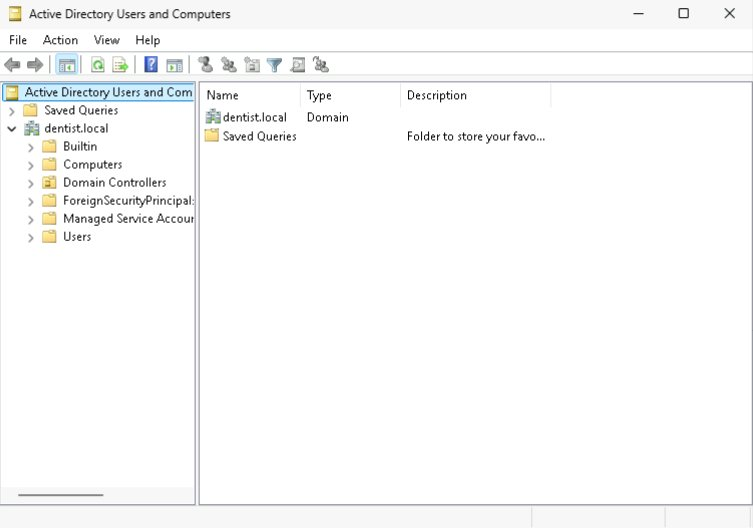 Active Directory Users and Computers
File Action View Help
Active Directory Users and Com
Saved Queries
dentist.local
Builtin
Computers
Domain Controllers
ForeignSecurityPrincipal:
Managed Service Accour
Users
Name Type Description
dentist.local Domain
Saved Queries Folder to store your favo...